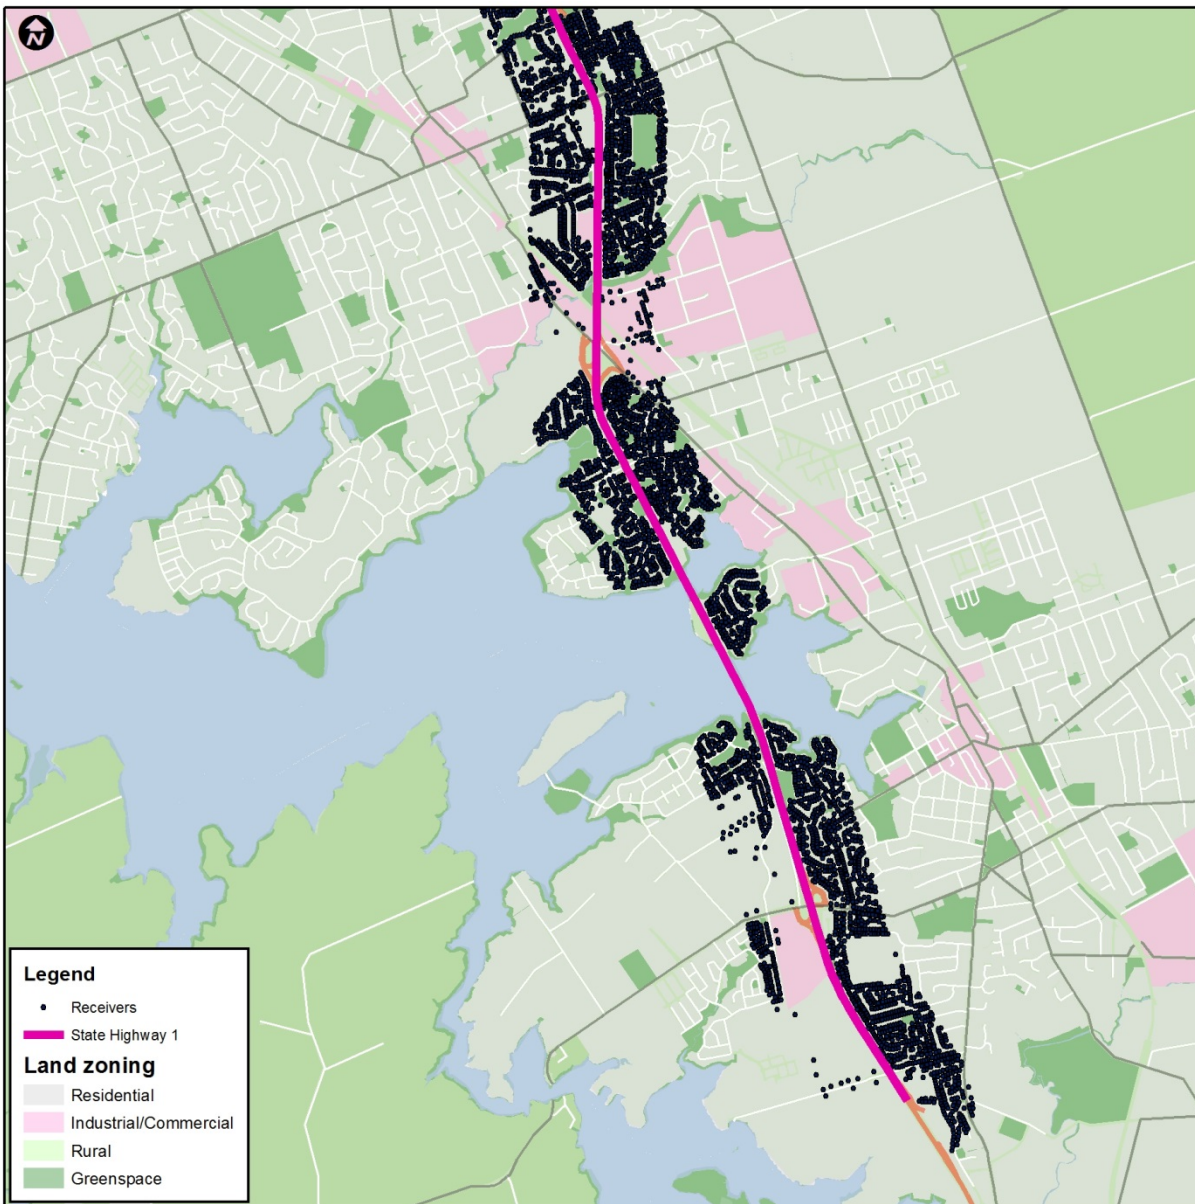 N
Legend
Receivers
State Highway 1
Land zoning
Residential
Industrial/Commercial
Rural
Greenspace